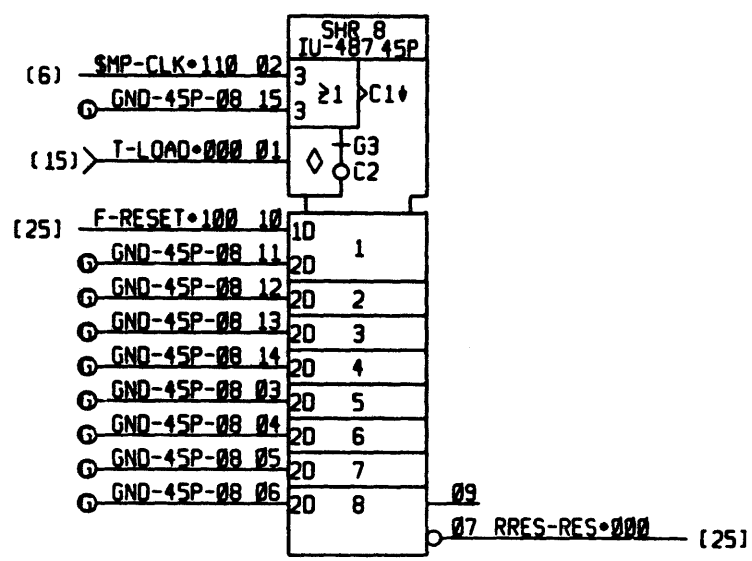 SHR 8
IU-487 45P
(6) $MP-CLK•110 02 3 ≥1 >C1↓
G GND-45P-08 15 3
(15) T-LOAD•000 01 ◇ G3
C2
[25] F-RESET•100 10 1D 1
G GND-45P-08 11 2D
G GND-45P-08 12 2D 2
G GND-45P-08 13 2D 3
G GND-45P-08 14 2D 4
G GND-45P-08 03 2D 5
G GND-45P-08 04 2D 6
G GND-45P-08 05 2D 7
G GND-45P-08 06 2D 8 09
07 RRES-RES•000 [25]